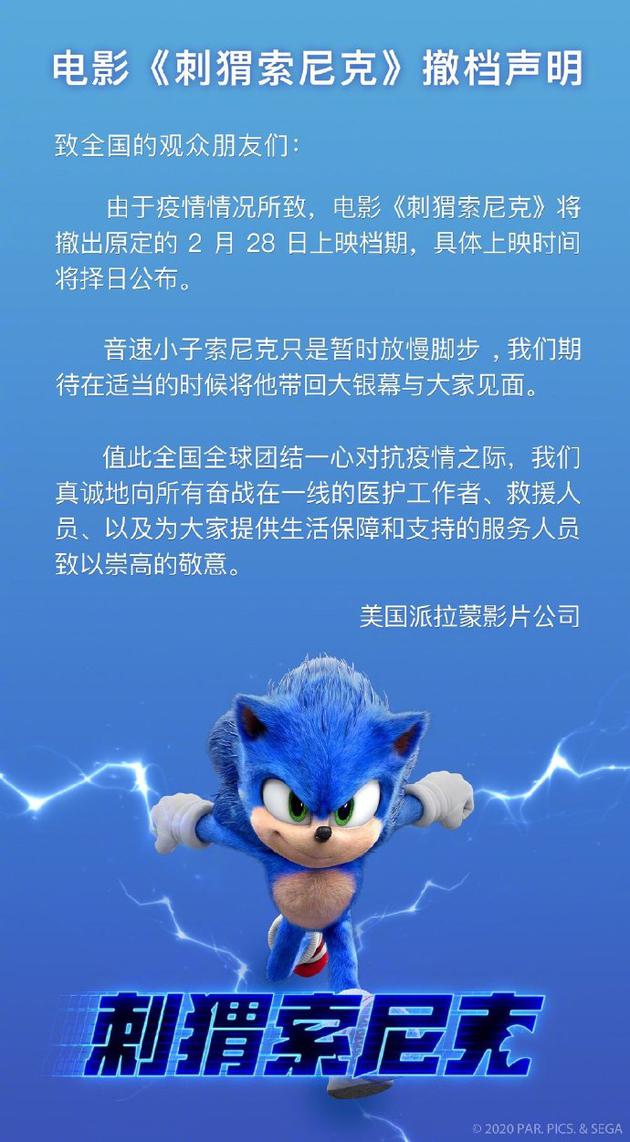 电影《刺猬索尼克》撤档声明
致全国的观众朋友们：
由于疫情情况所致，电影《刺猬索尼克》将
撤出原定的 2 月 28 日上映档期，具体上映时间
将择日公布。
音速小子索尼克只是暂时放慢脚步 ，我们期
待在适当的时候将他带回大银幕与大家见面。
值此全国全球团结一心对抗疫情之际，我们
真诚地向所有奋战在一线的医护工作者、救援人
员、以及为大家提供生活保障和支持的服务人员
致以崇高的敬意。
美国派拉蒙影片公司
刺猬索尼克
© 2020 PAR. PICS. & SEGA